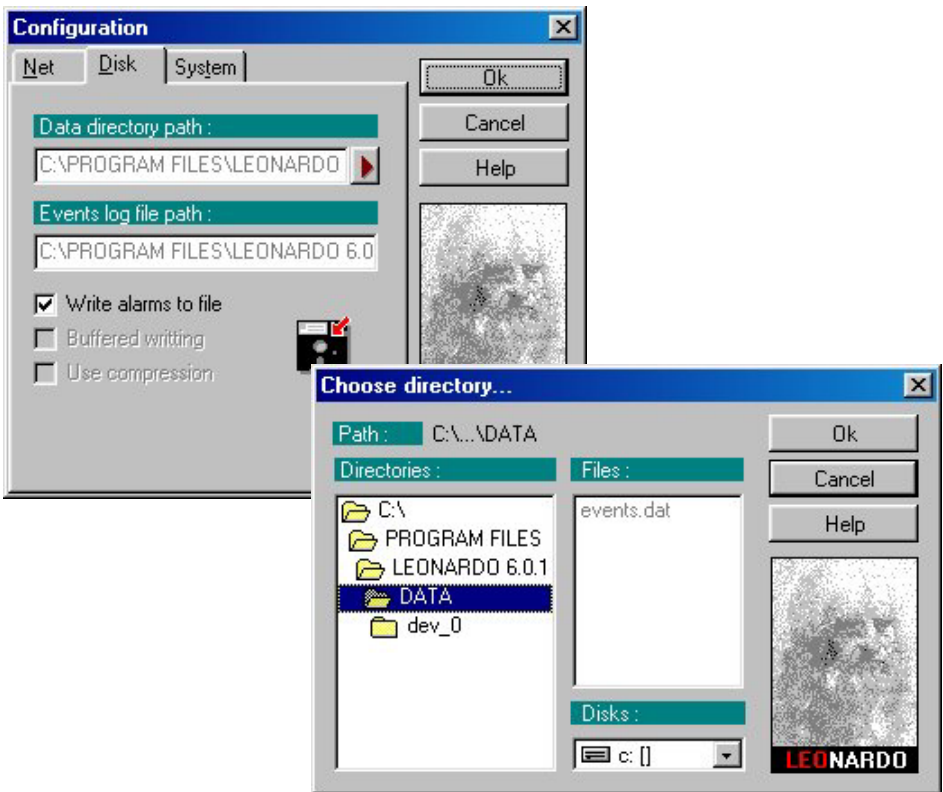 Configuration
Net Disk System
Ok
Cancel
Help
Data directory path :
C:\PROGRAM FILES\LEONARDO
Events log file path :
C:\PROGRAM FILES\LEONARDO 6.0
Write alarms to file
Buffered writting
Use compression
Choose directory...
Path : C:\...\DATA
Ok
Cancel
Help
Directories :
C:\
PROGRAM FILES
LEONARDO 6.0.1
DATA
dev_0
Files :
events.dat
Disks :
c: []
LEONARDO